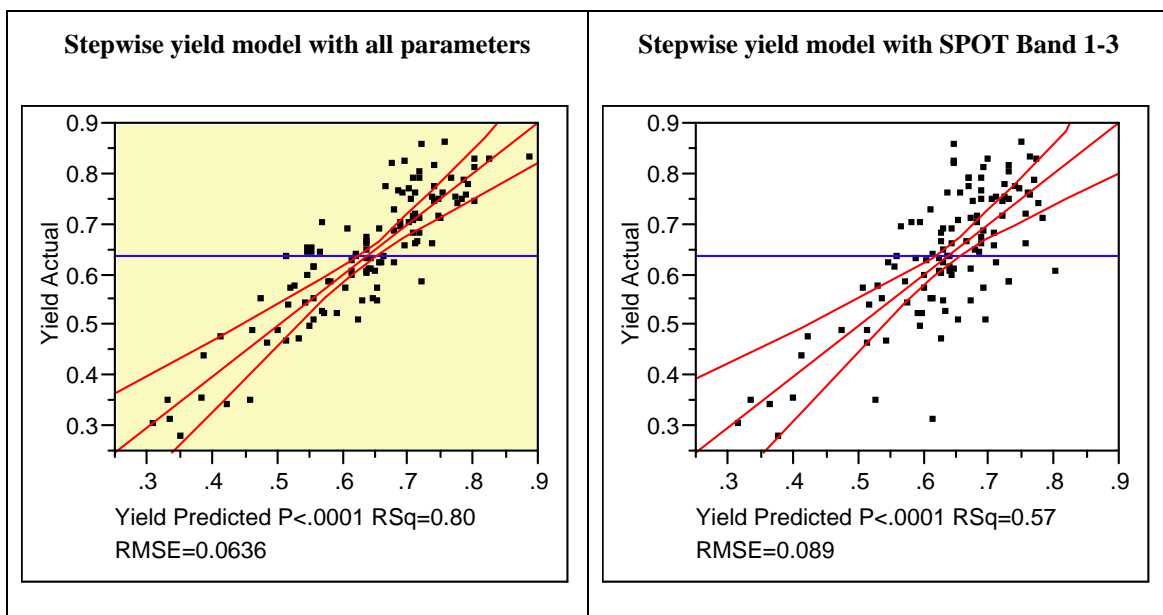 Stepwise yield model with all parameters
Yield Actual
0.9
0.8
0.7
0.6
0.5
0.4
0.3
.3 .4 .5 .6 .7 .8 .9
Yield Predicted P<.0001 RSq=0.80
RMSE=0.0636
Stepwise yield model with SPOT Band 1-3
Yield Actual
0.9
0.8
0.7
0.6
0.5
0.4
0.3
.3 .4 .5 .6 .7 .8 .9
Yield Predicted P<.0001 RSq=0.57
RMSE=0.089